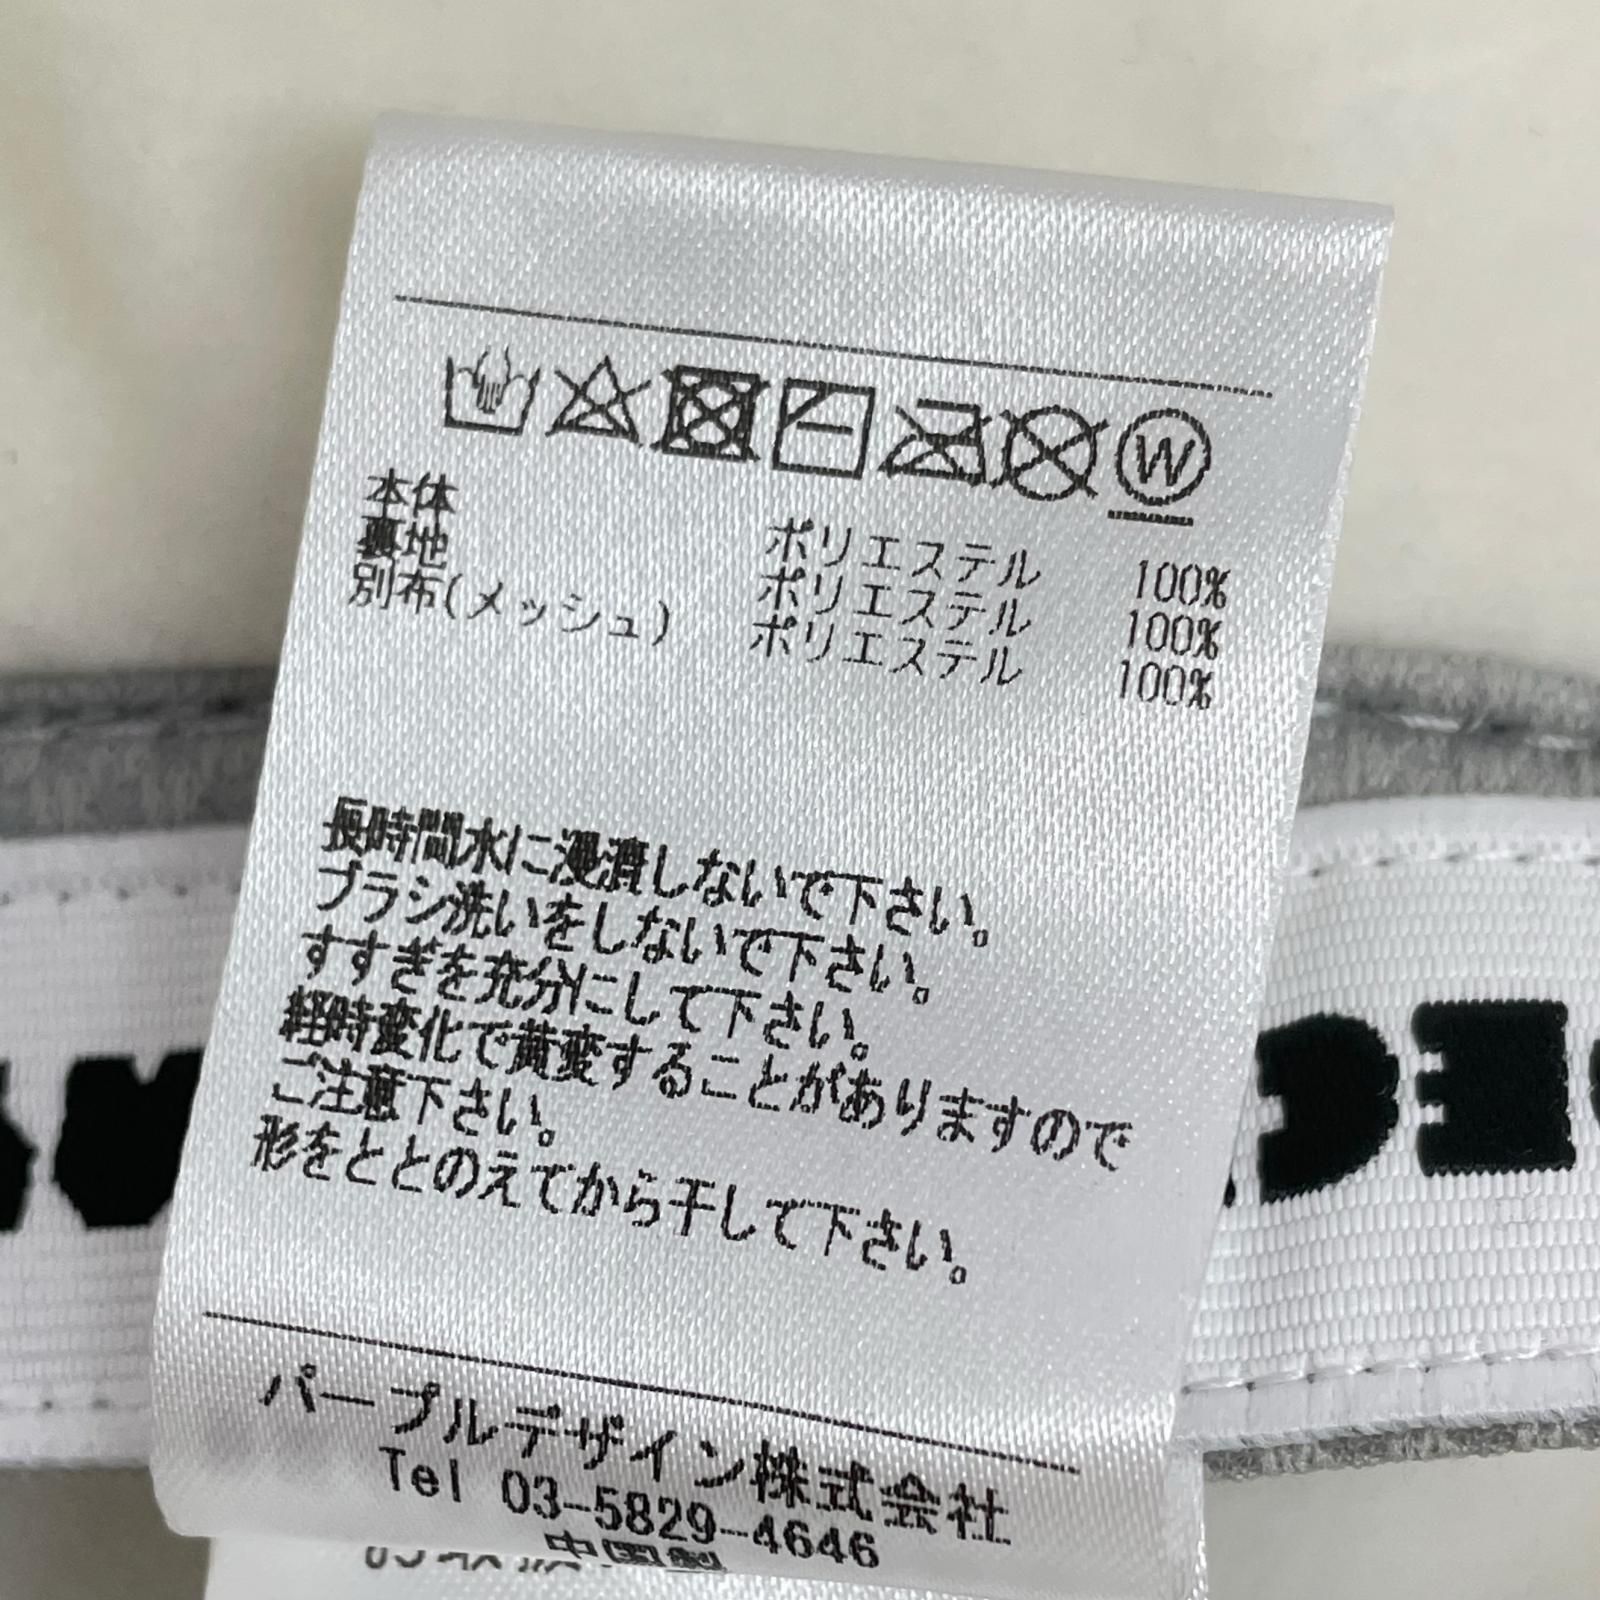 W
本体 ポリエステル 100%
裏地 ポリエステル 100%
別布(メッシュ) ポリエステル 100%
長時間水に浸漬しないで下さい。
ブラシ洗いをしないで下さい。
すすぎを充分にして下さい。
経時変化で黄変することがありますので
ご注意下さい。
形をととのえてから干して下さい。
パープルデザイン株式会社
Tel 03-5829-4646
中国製